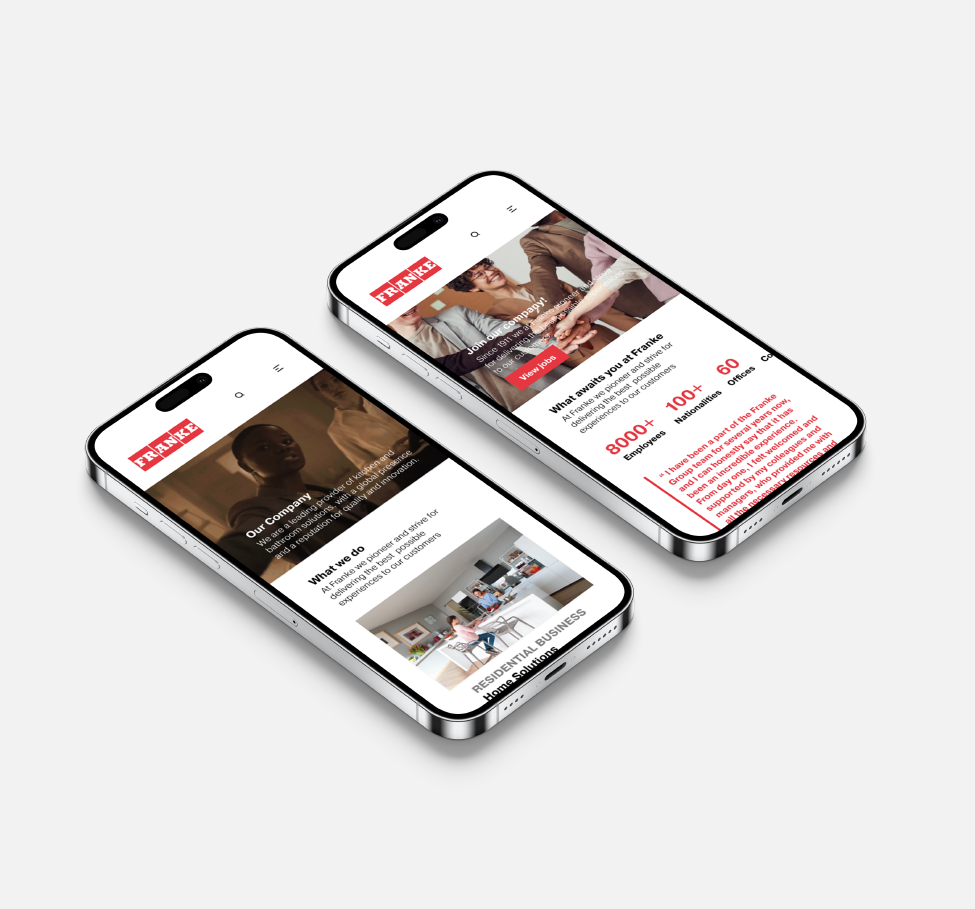 FRANKE
Our Company
We are a leading provider of kitchen and
bathroom solutions, with a global presence
and a reputation for quality and innovation.
What we do
At Franke we pioneer and strive for
delivering the best possible
experiences to our customers
RESIDENTIAL BUSINESS
Home Solutions
FRANKE
Join our company!
Since 1911 we
for delivering
to our
View jobs
What awaits you at Franke
At Franke we pioneer and strive for
delivering the best possible
experiences to our customers
8000+
Employees
100+
Nationalities
60
Offices
Co
“ I have been a part of the Franke
Group team for several years now,
and I can honestly say that it has
been an incredible experience.
From day one, I felt welcomed and
supported by my colleagues and
managers, who provided me with
all the necessary resources and